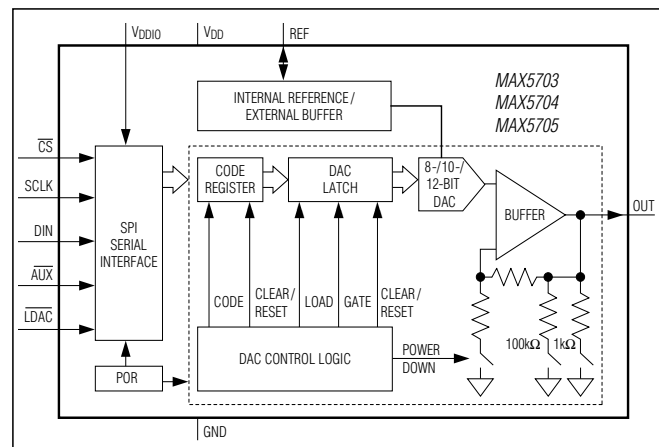 VDDIO
VDD
REF
INTERNAL REFERENCE/
EXTERNAL BUFFER
MAX5703
MAX5704
MAX5705
CS
SCLK
DIN
AUX
LDAC
SPI
SERIAL
INTERFACE
CODE
REGISTER
DAC
LATCH
8-/10-/
12-BIT
DAC
BUFFER
OUT
CODE
CLEAR/
RESET
LOAD
GATE
CLEAR/
RESET
100kΩ
1kΩ
DAC CONTROL LOGIC
POWER
DOWN
POR
GND